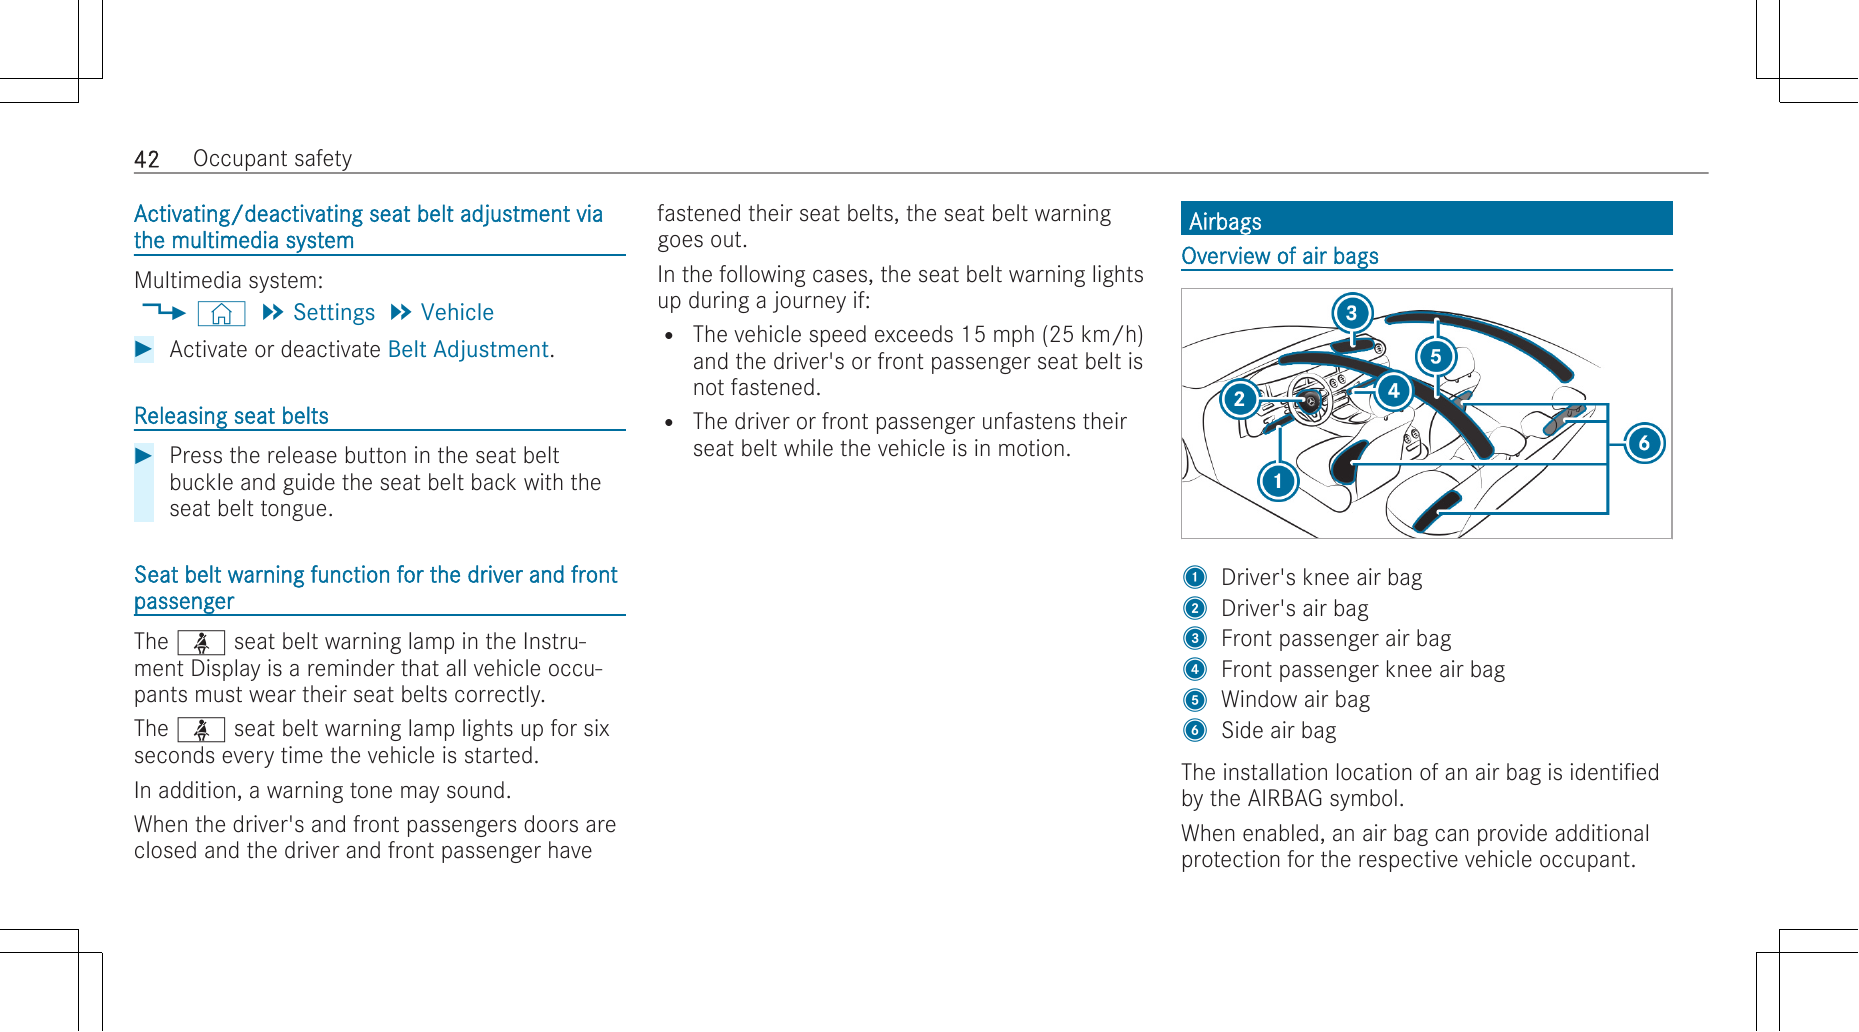 42 Occupant safety
Activating/deactivating seat belt adjustment via
the multimedia system
Multimedia system:
Settings Vehicle
Activate or deactivate Belt Adjustment.
Releasing seat belts
Press the release button in the seat belt
buckle and guide the seat belt back with the
seat belt tongue.
Seat belt warning function for the driver and front
passenger
The seat belt warning lamp in the Instru-
ment Display is a reminder that all vehicle occu-
pants must wear their seat belts correctly.
The seat belt warning lamp lights up for six
seconds every time the vehicle is started.
In addition, a warning tone may sound.
When the driver's and front passengers doors are
closed and the driver and front passenger have
fastened their seat belts, the seat belt warning
goes out.
In the following cases, the seat belt warning lights
up during a journey if:
• The vehicle speed exceeds 15 mph (25 km/h)
and the driver's or front passenger seat belt is
not fastened.
• The driver or front passenger unfastens their
seat belt while the vehicle is in motion.
Airbags
Overview of air bags
3
5
2
4
6
1
1 Driver's knee air bag
2 Driver's air bag
3 Front passenger air bag
4 Front passenger knee air bag
5 Window air bag
6 Side air bag
The installation location of an air bag is identified
by the AIRBAG symbol.
When enabled, an air bag can provide additional
protection for the respective vehicle occupant.